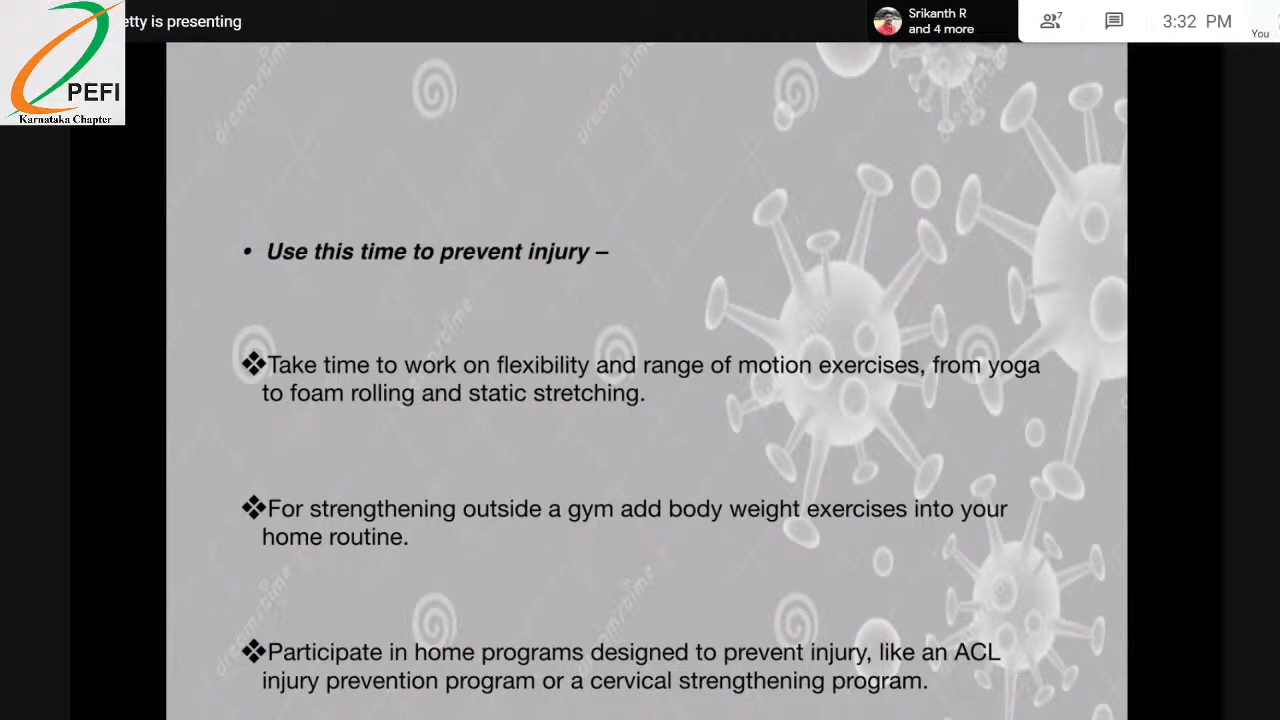 etty is presenting
Srikanth R
and 4 more
7
3:32 PM
You
PEFI
Karnataka Chapter
• Use this time to prevent injury –
❖Take time to work on flexibility and range of motion exercises, from yoga
to foam rolling and static stretching.
❖For strengthening outside a gym add body weight exercises into your
home routine.
❖Participate in home programs designed to prevent injury, like an ACL
injury prevention program or a cervical strengthening program.
dreamstime